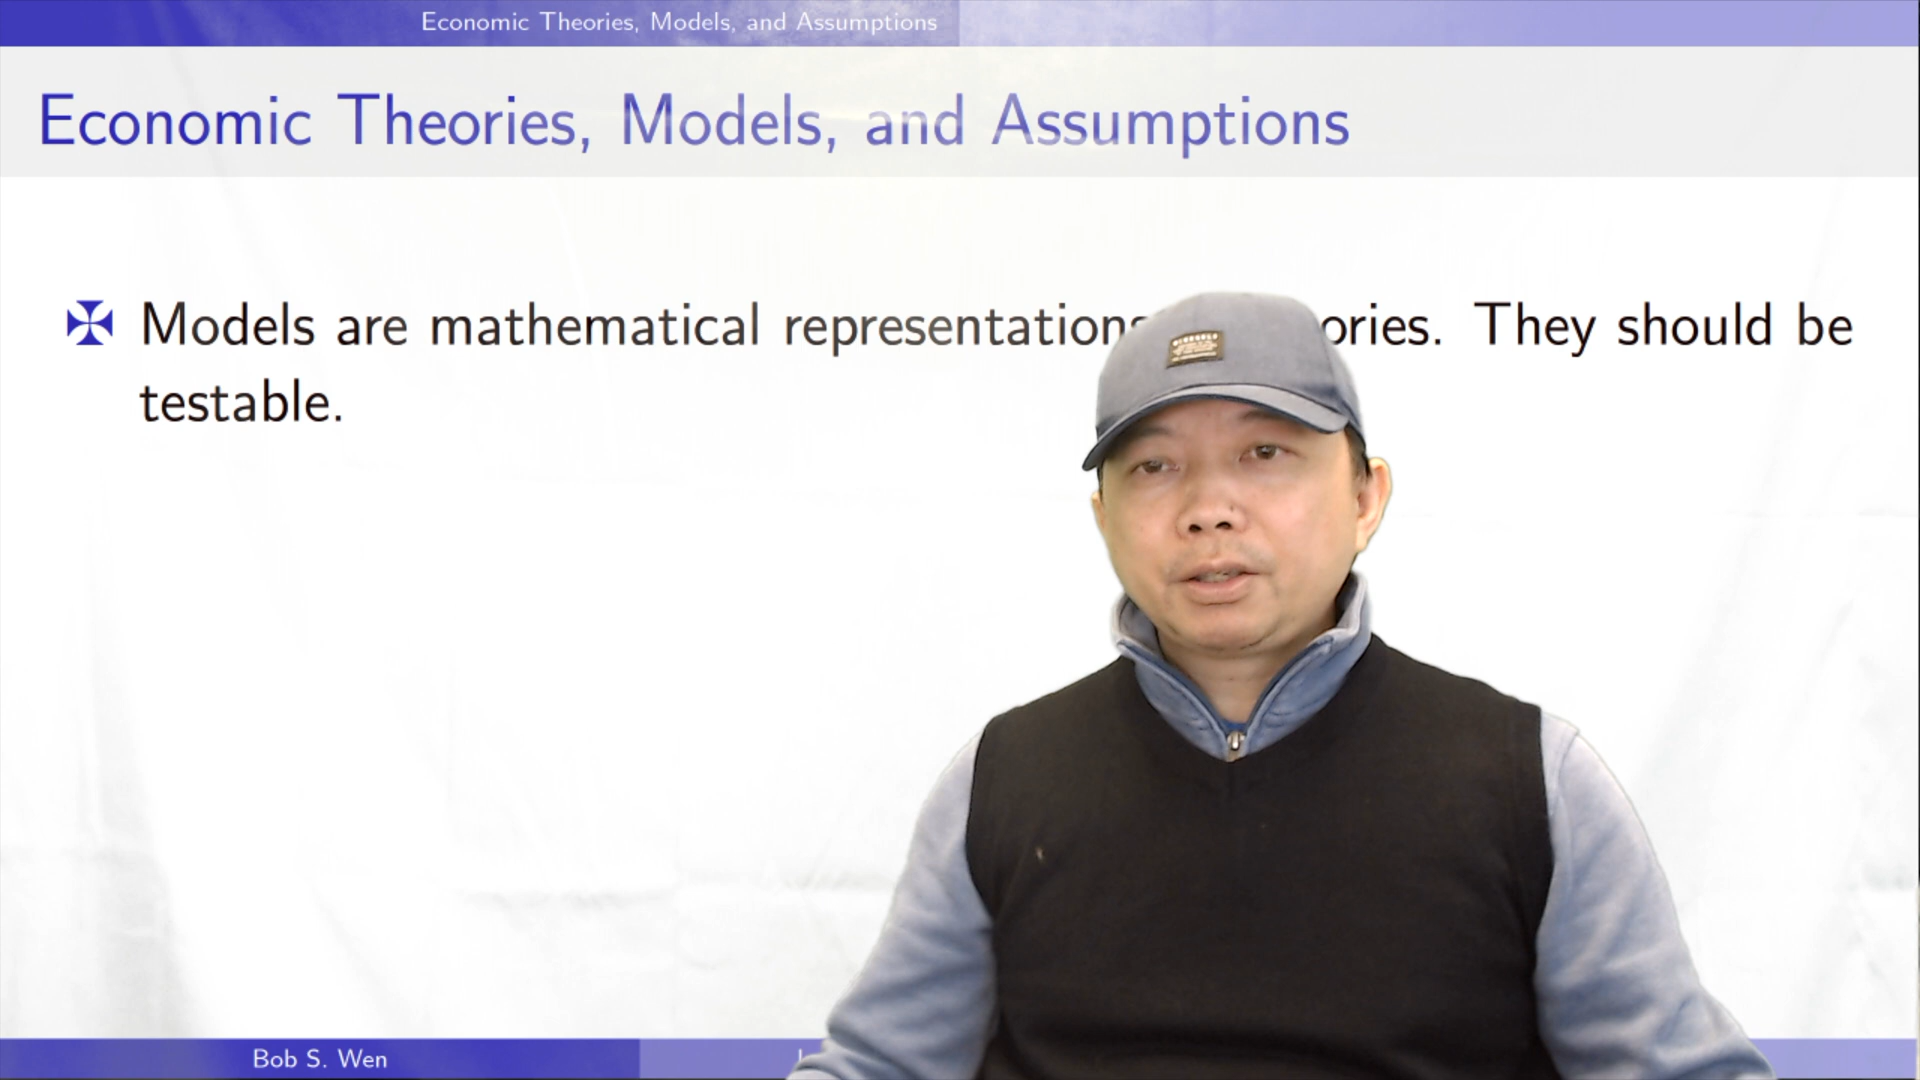 Economic Theories, Models, and Assumptions
Economic Theories, Models, and Assumptions
Models are mathematical representations ories. They should be
testable.
Bob S. Wen